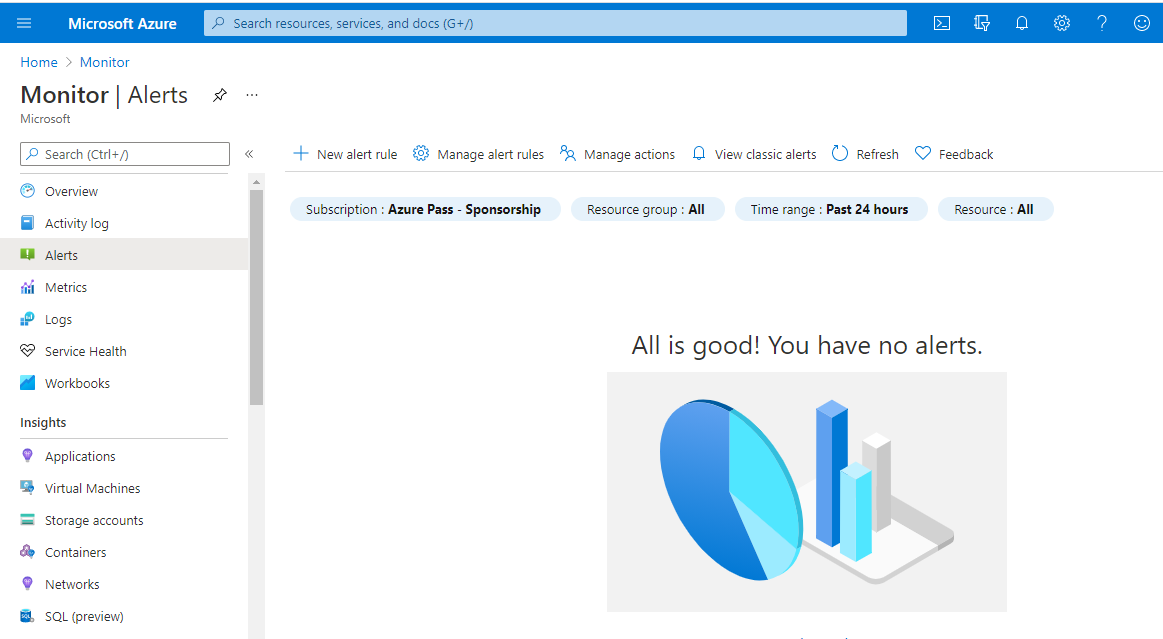 Microsoft Azure
Search resources, services, and docs (G+/)
Home > Monitor
Monitor | Alerts
...
Microsoft
Search (Ctrl+/)
«
New alert rule
Manage alert rules
Manage actions
View classic alerts
Refresh
Feedback
Subscription : Azure Pass - Sponsorship
Resource group : All
Time range : Past 24 hours
Resource : All
Overview
Activity log
Alerts
Metrics
Logs
Service Health
Workbooks
Insights
Applications
Virtual Machines
Storage accounts
Containers
Networks
SQL (preview)
All is good! You have no alerts.